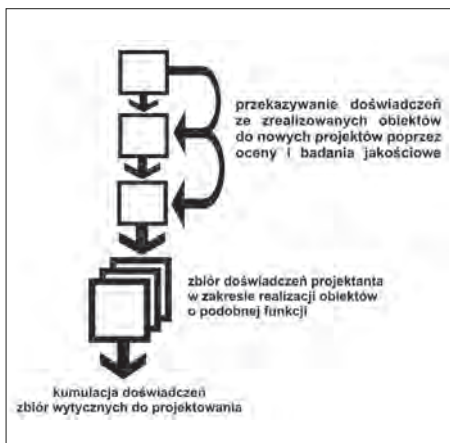 przekazywanie doświadczeń
ze zrealizowanych obiektów
do nowych projektów poprzez
oceny i badania jakościowe
zbiór doświadczeń projektanta
w zakresie realizacji obiektów
o podobnej funkcji
kumulacja doświadczeń
zbiór wytycznych do projektowania